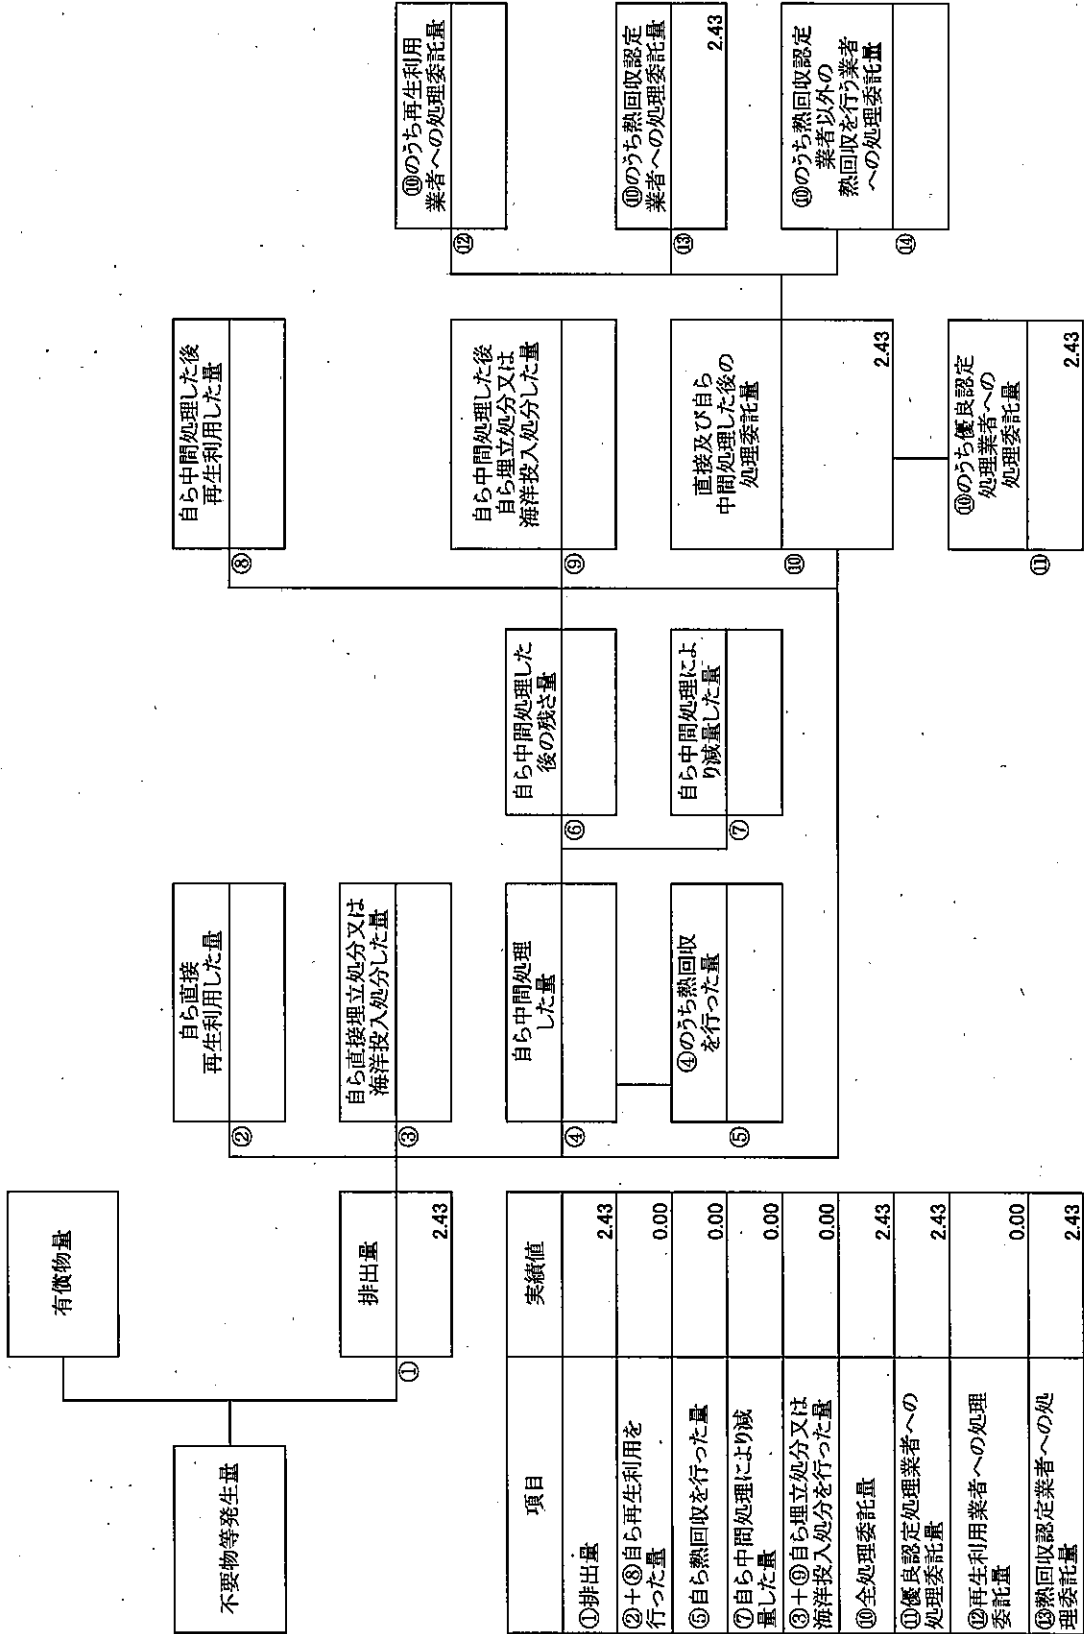 不要物等発生量
有償物量
排出量
①
2.43
自ら直接
再生利用した量
②
自ら直接埋立処分又は
海洋投入処分した量
③
自ら中間処理
した量
④
④のうち熱回収
を行った量
⑤
自ら中間処理した
後の残さ量
⑥
自ら中間処理によ
り減量した量
⑦
自ら中間処理した後
再生利用した量
⑧
自ら中間処理した後
自ら埋立処分又は
海洋投入処分した量
⑨
直接及び自ら
中間処理した後の
処理委託量
⑩
2.43
⑩のうち優良認定
処理業者への
処理委託量
⑪
2.43
⑩のうち再生利用
業者への処理委託量
⑫
⑩のうち熱回収認定
業者への処理委託量
⑬
2.43
⑩のうち熱回収認定
業者以外の
熱回収を行う業者
への処理委託量
⑭
項目 実績値
①排出量 2.43
②+⑧自ら再生利用を
行った量 0.00
⑤自ら熱回収を行った量 0.00
⑦自ら中間処理により減
量した量 0.00
③+⑨自ら埋立処分又は
海洋投入処分を行った量 0.00
⑩全処理委託量 2.43
⑪優良認定処理業者への
処理委託量 2.43
⑫再生利用業者への処理
委託量 0.00
⑬熱回収認定業者への処
理委託量 2.43